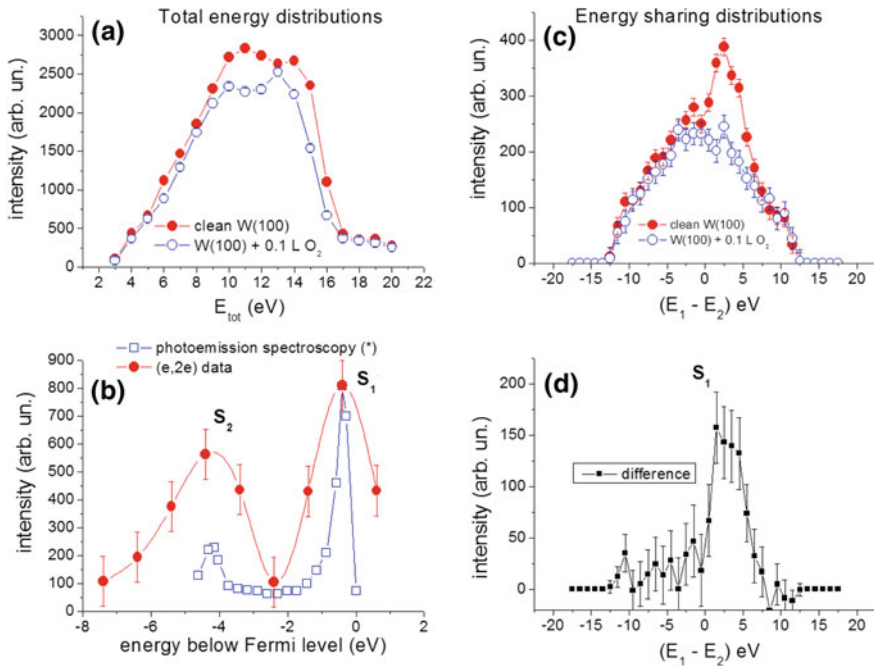 (a)
Total energy distributions
3000
2500
2000
1500
1000
500
0
intensity (arb. un.)
clean W(100)
W(100) + 0.1 L O₂
2 4 6 8 10 12 14 16 18 20 22
E_tot (eV)
(c)
Energy sharing distributions
400
300
200
100
0
intensity (arb. un.)
clean W(100)
W(100) + 0.1 L O₂
-20 -15 -10 -5 0 5 10 15 20
(E₁ - E₂) eV
(b)
900
800
700
600
500
400
300
200
100
0
intensity (arb. un.)
photoemission spectroscopy (*)
(e,2e) data
S₂
S₁
-8 -6 -4 -2 0 2
energy below Fermi level (eV)
(d)
S₁
200
150
100
50
0
intensity (arb. un.)
difference
-20 -15 -10 -5 0 5 10 15 20
(E₁ - E₂) eV